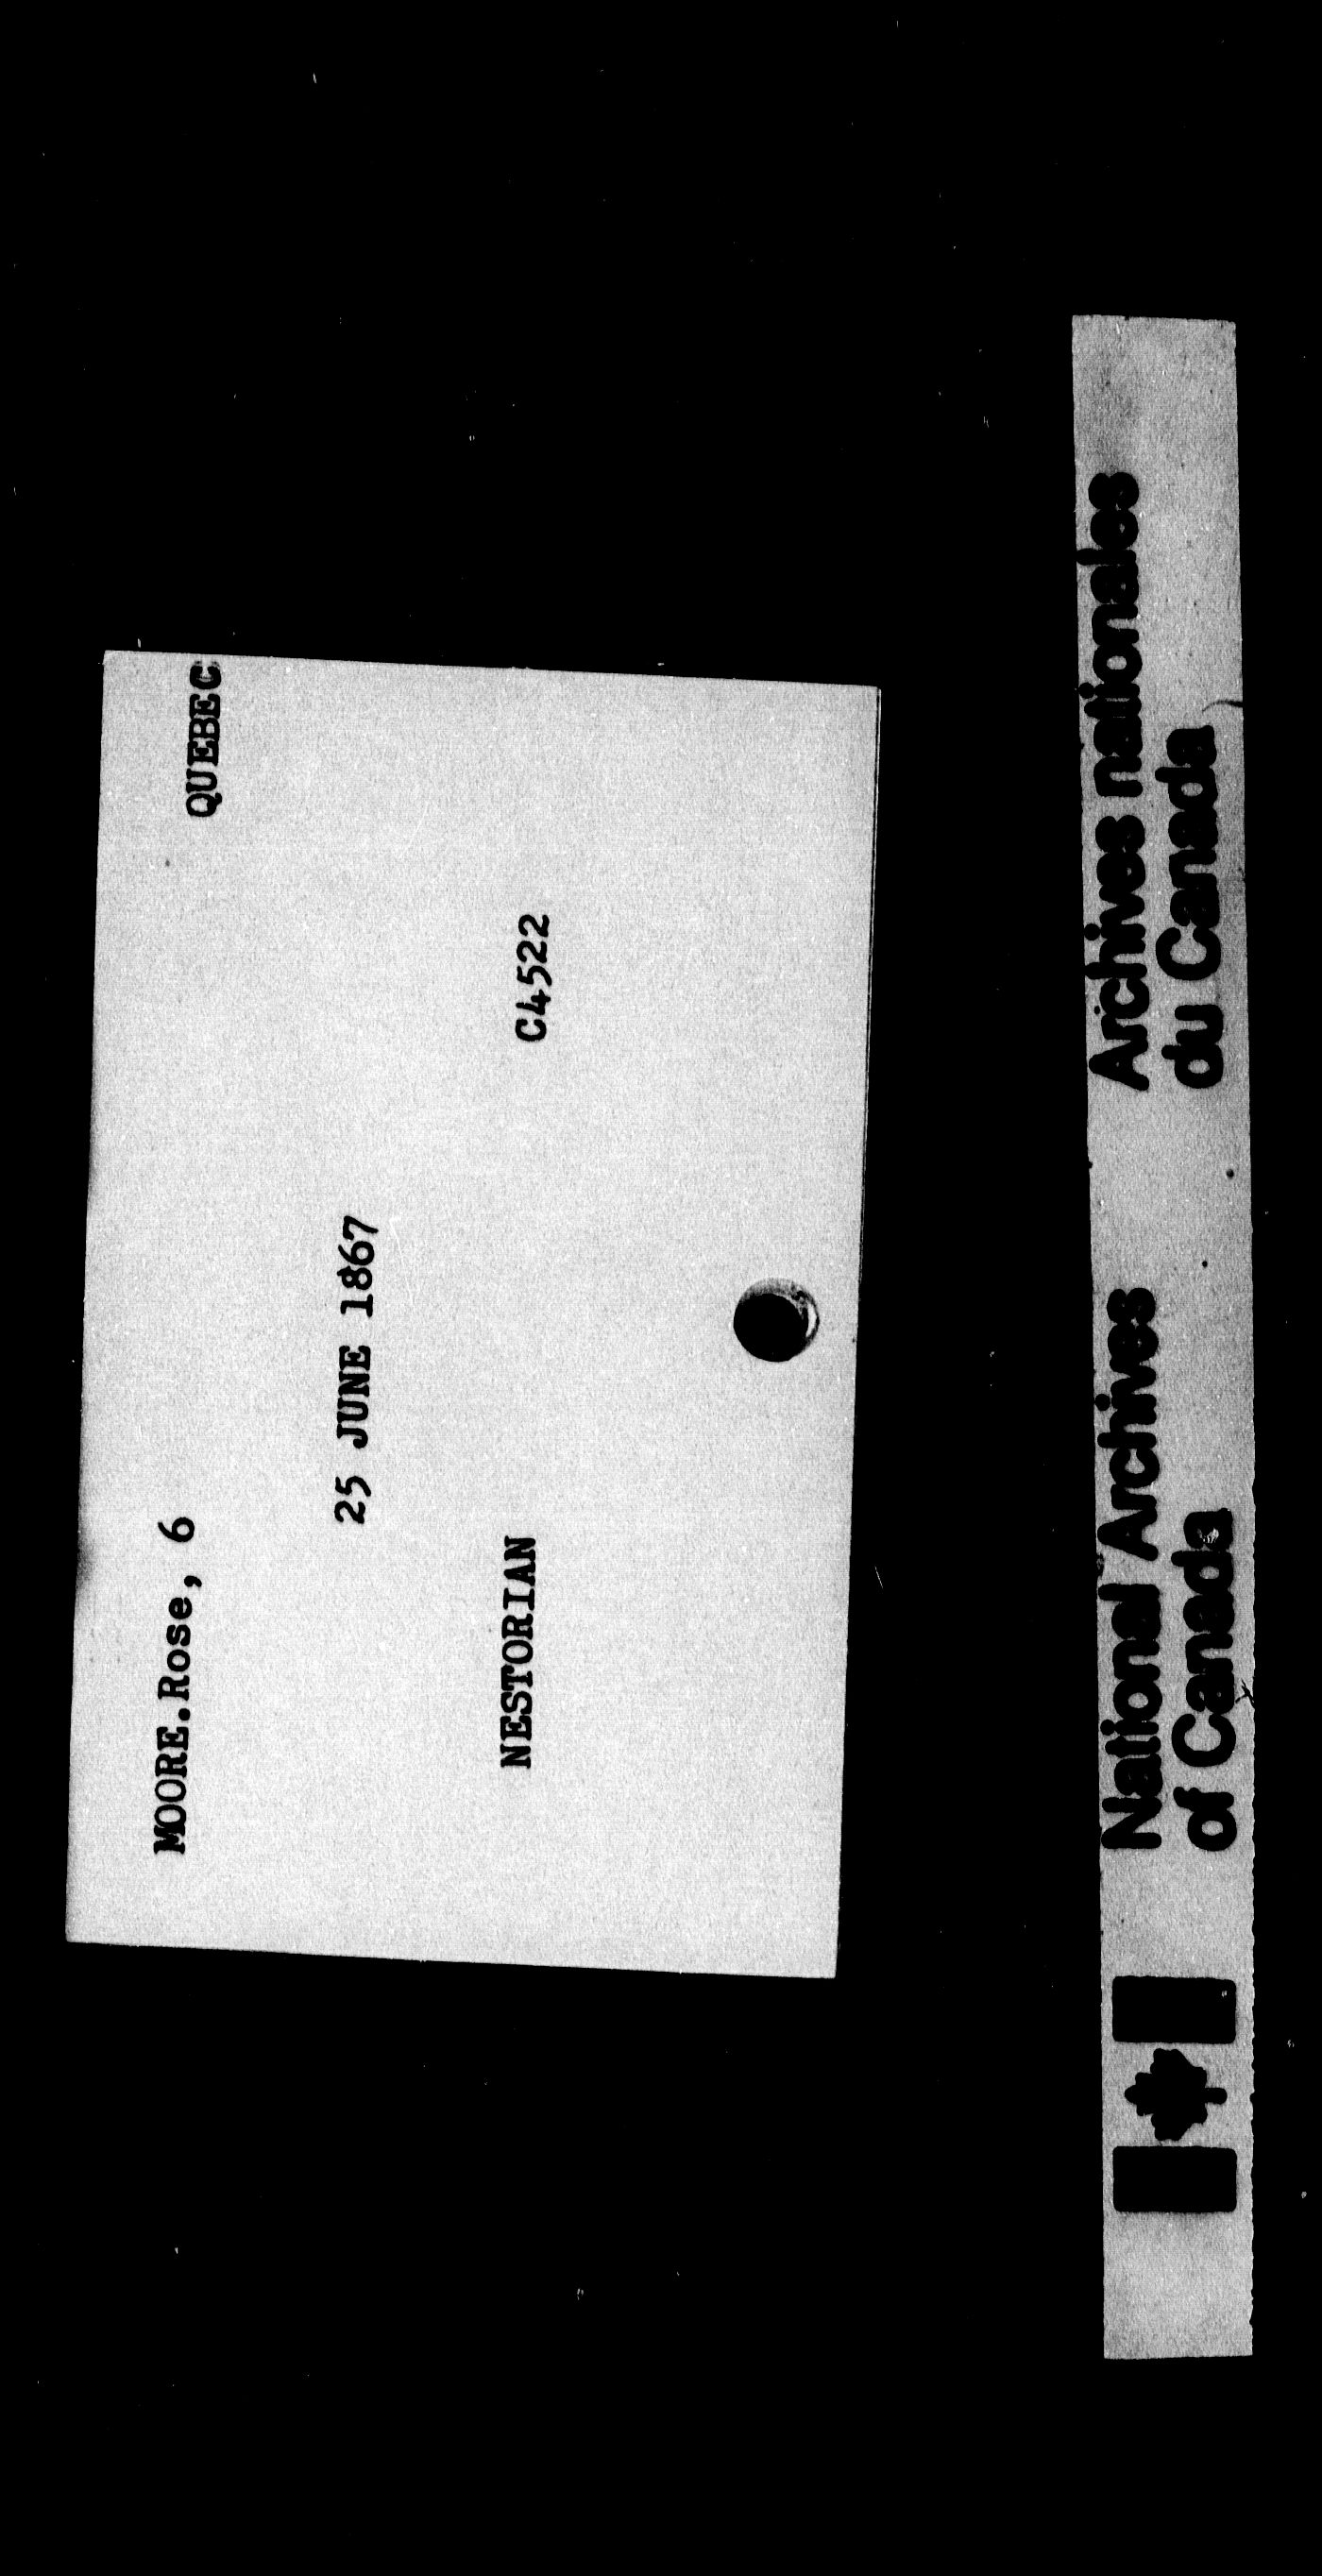 MOORE.Rose, 6 QUEBEC
25 JUNE 1867
NESTORIAN C4522
National Archives
of Canada
Archives nationales
du Canada